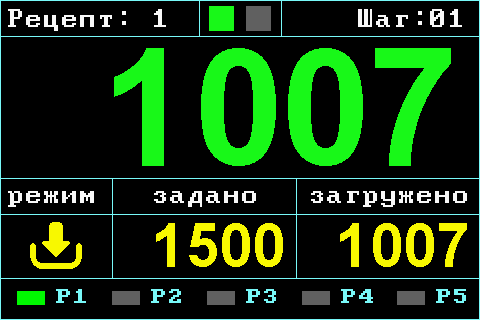 Рецепт: 1 Шаг:01
1007
режим задано загружено
1500 1007
P1 P2 P3 P4 P5